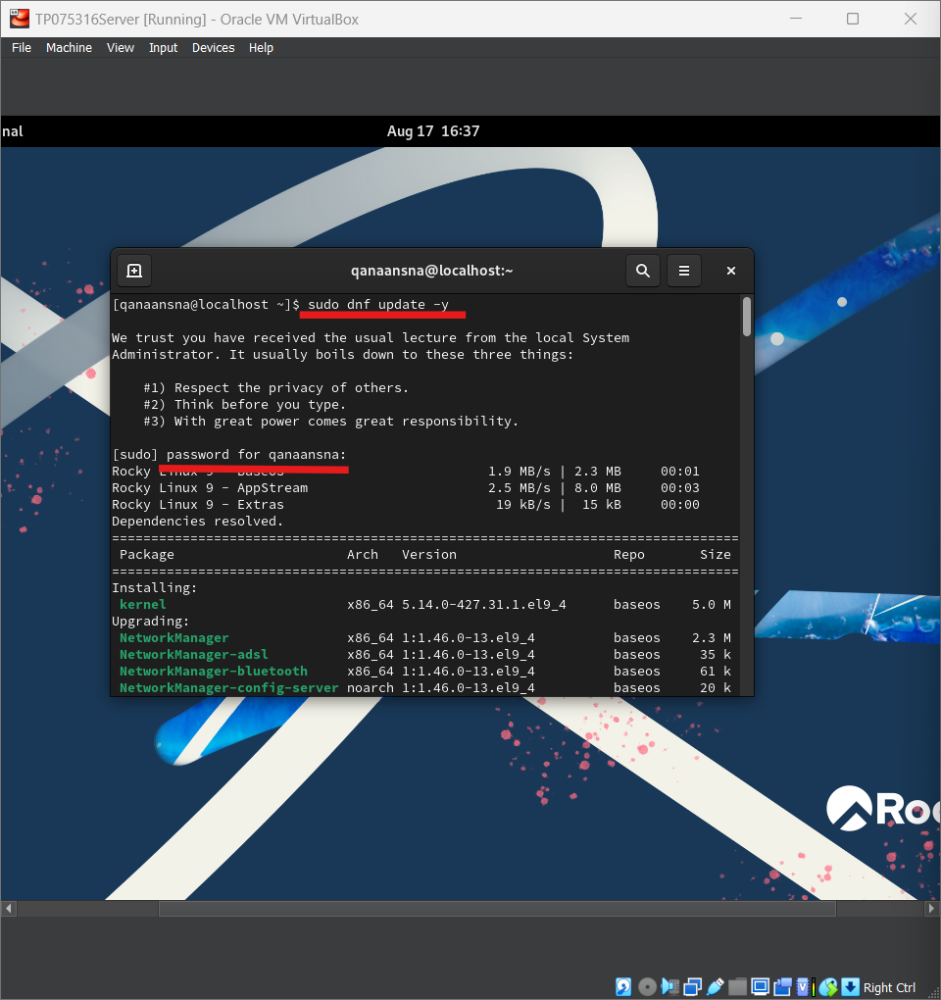 TP075316Server [Running] - Oracle VM VirtualBox
File Machine View Input Devices Help
nal Aug 17 16:37
qanaansna@localhost:~
[qanaansna@localhost ~]$ sudo dnf update -y
We trust you have received the usual lecture from the local System
Administrator. It usually boils down to these three things:
#1) Respect the privacy of others.
#2) Think before you type.
#3) With great power comes great responsibility.
[sudo] password for qanaansna:
Rocky Linux 9 - BaseOS 1.9 MB/s | 2.3 MB 00:01
Rocky Linux 9 - AppStream 2.5 MB/s | 8.0 MB 00:03
Rocky Linux 9 - Extras 19 kB/s | 15 kB 00:00
Dependencies resolved.
================================================================================
Package Arch Version Repo Size
================================================================================
Installing:
kernel x86_64 5.14.0-427.31.1.el9_4 baseos 5.0 M
Upgrading:
NetworkManager x86_64 1:1.46.0-13.el9_4 baseos 2.3 M
NetworkManager-adsl x86_64 1:1.46.0-13.el9_4 baseos 35 k
NetworkManager-bluetooth x86_64 1:1.46.0-13.el9_4 baseos 61 k
NetworkManager-config-server noarch 1:1.46.0-13.el9_4 baseos 20 k
Roc
Right Ctrl